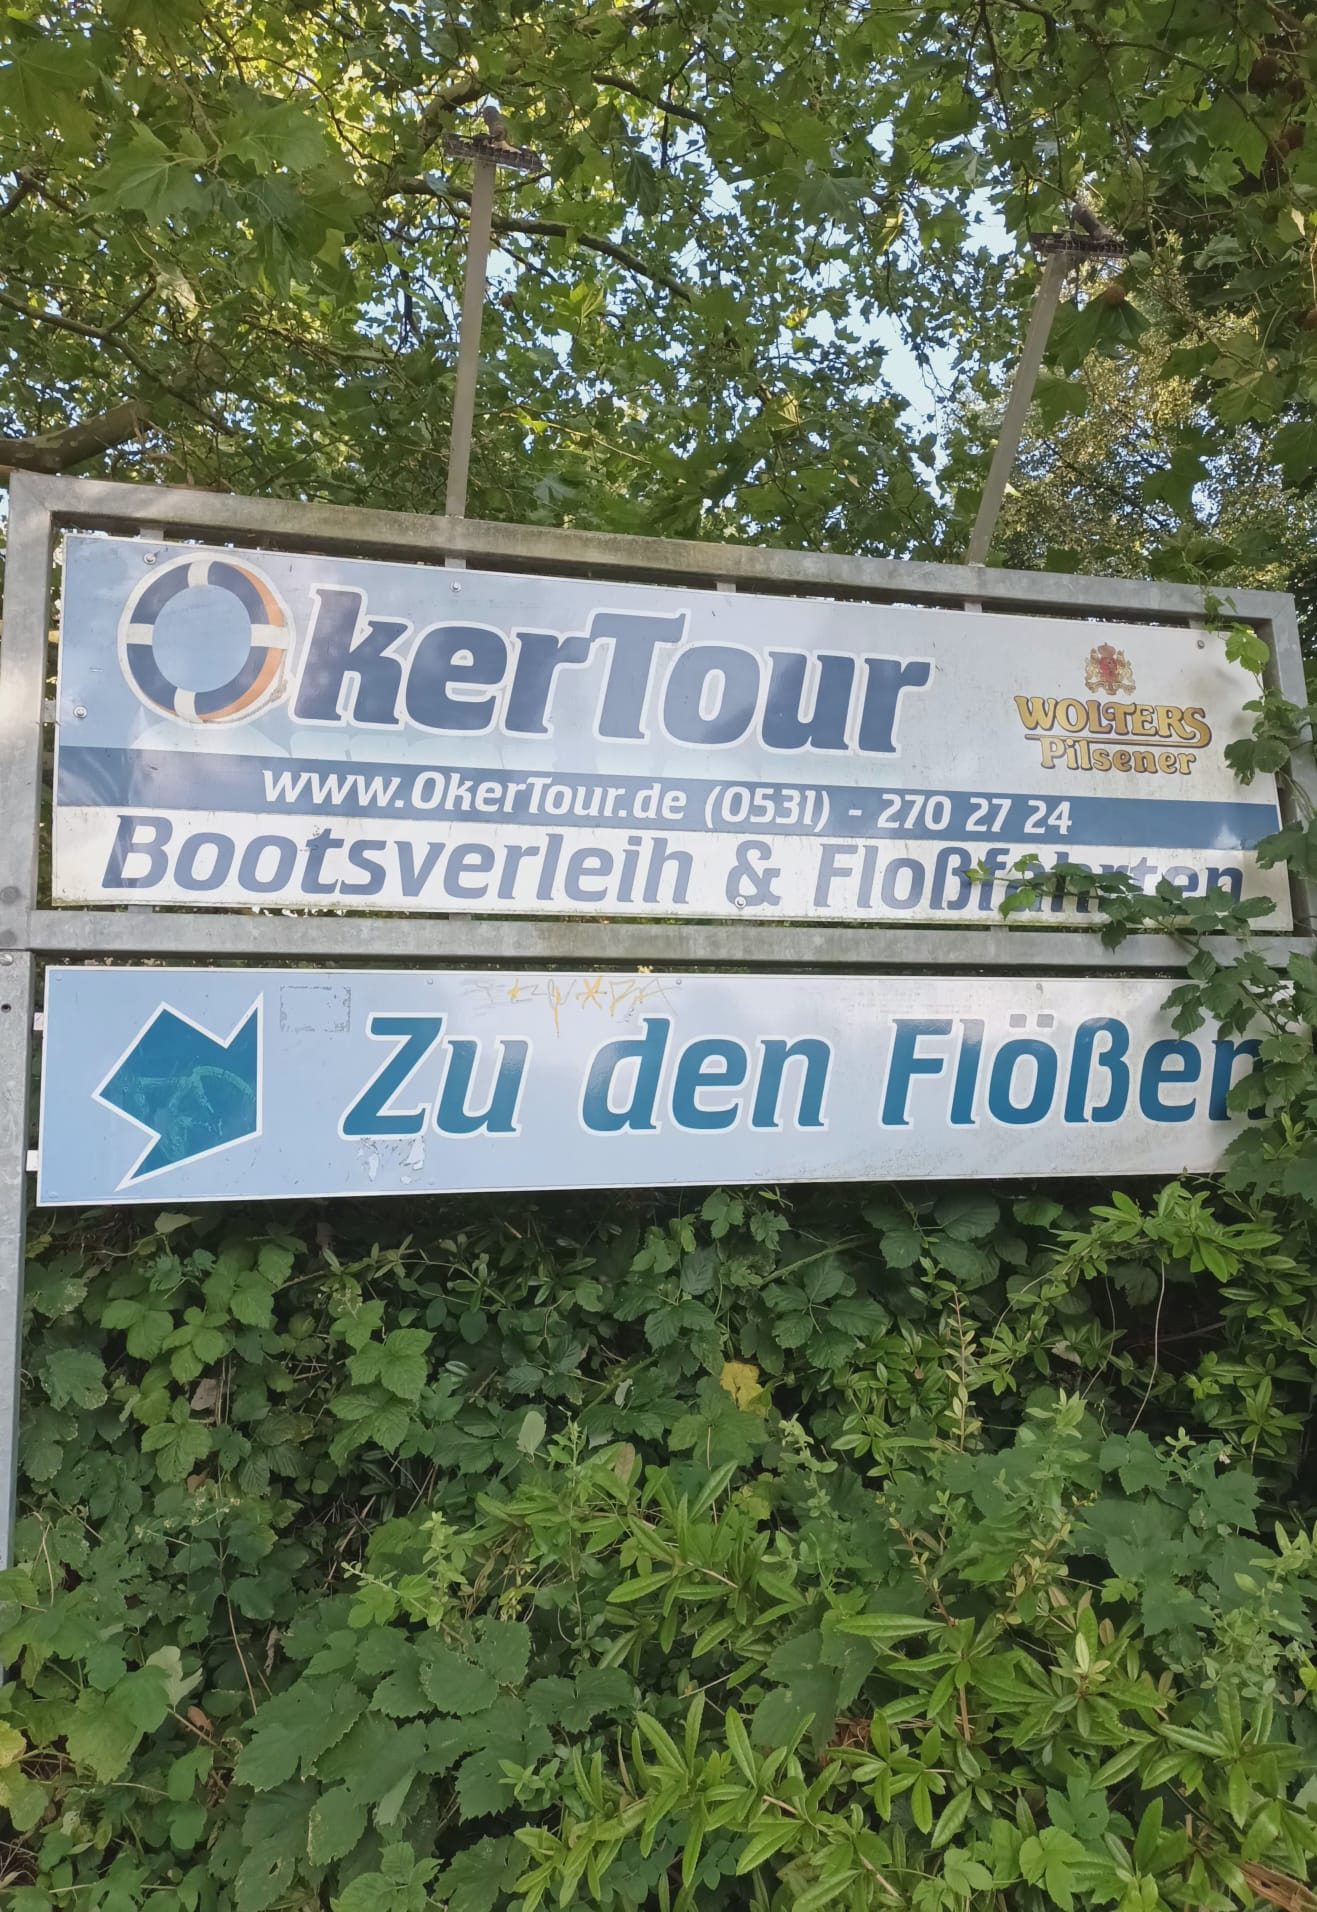 OkerTour
WOLTERS
Pilsener
www.OkerTour.de (0531) - 270 27 24
Bootsverleih & Floßfahrten
Zu den Flößen